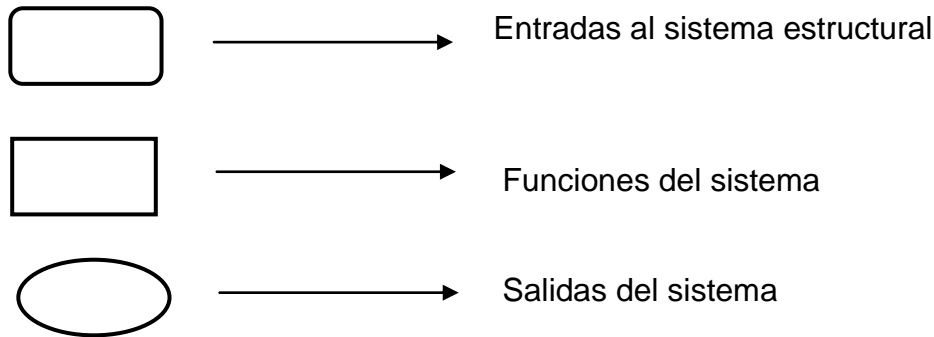 Entradas al sistema estructural
Funciones del sistema
Salidas del sistema